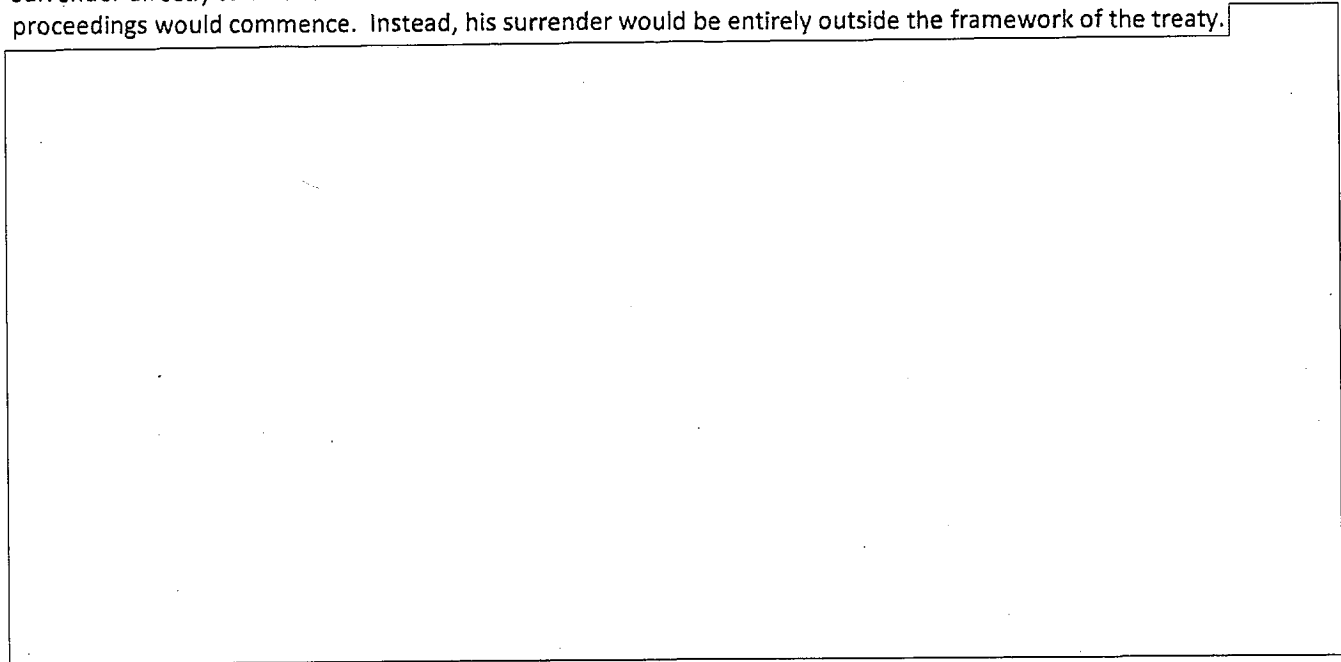 proceedings would commence. Instead, his surrender would be entirely outside the framework of the treaty.